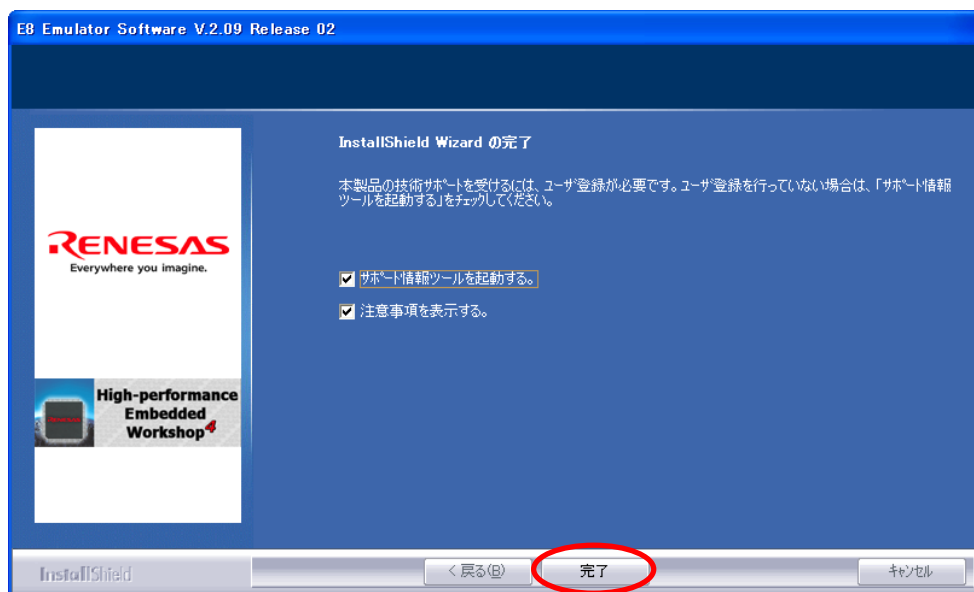 E8 Emulator Software V.2.09 Release 02
InstallShield Wizard の完了
本製品の技術サポートを受けるには、ユーザ登録が必要です。ユーザ登録を行っていない場合は、「サポート情報
ツールを起動する」をチェックしてください。
RENESAS
Everywhere you imagine.
サポート情報ツールを起動する。
注意事項を表示する。
High-performance
Embedded
Workshop4
InstallShield
< 戻る(B)
完了
キャンセル